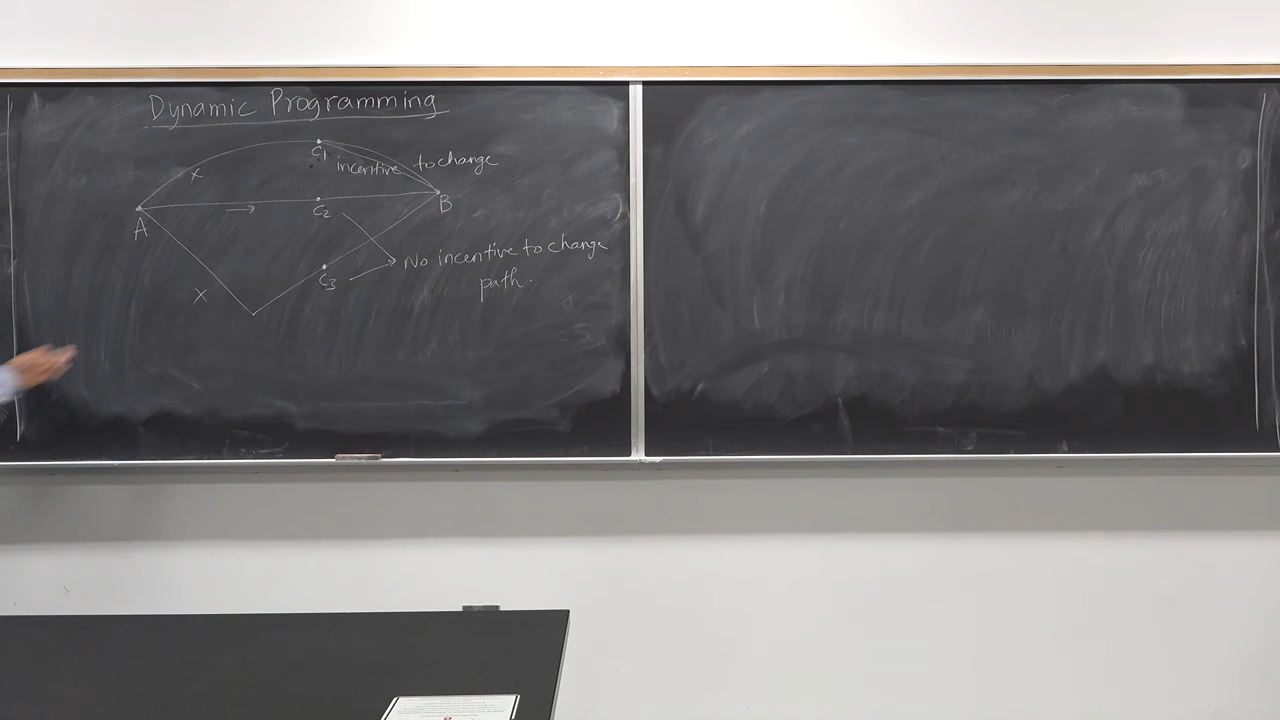 Dynamic Programming
C1
incentive to change
x
A
→
C2
B
C3
No incentive to change
path.
x